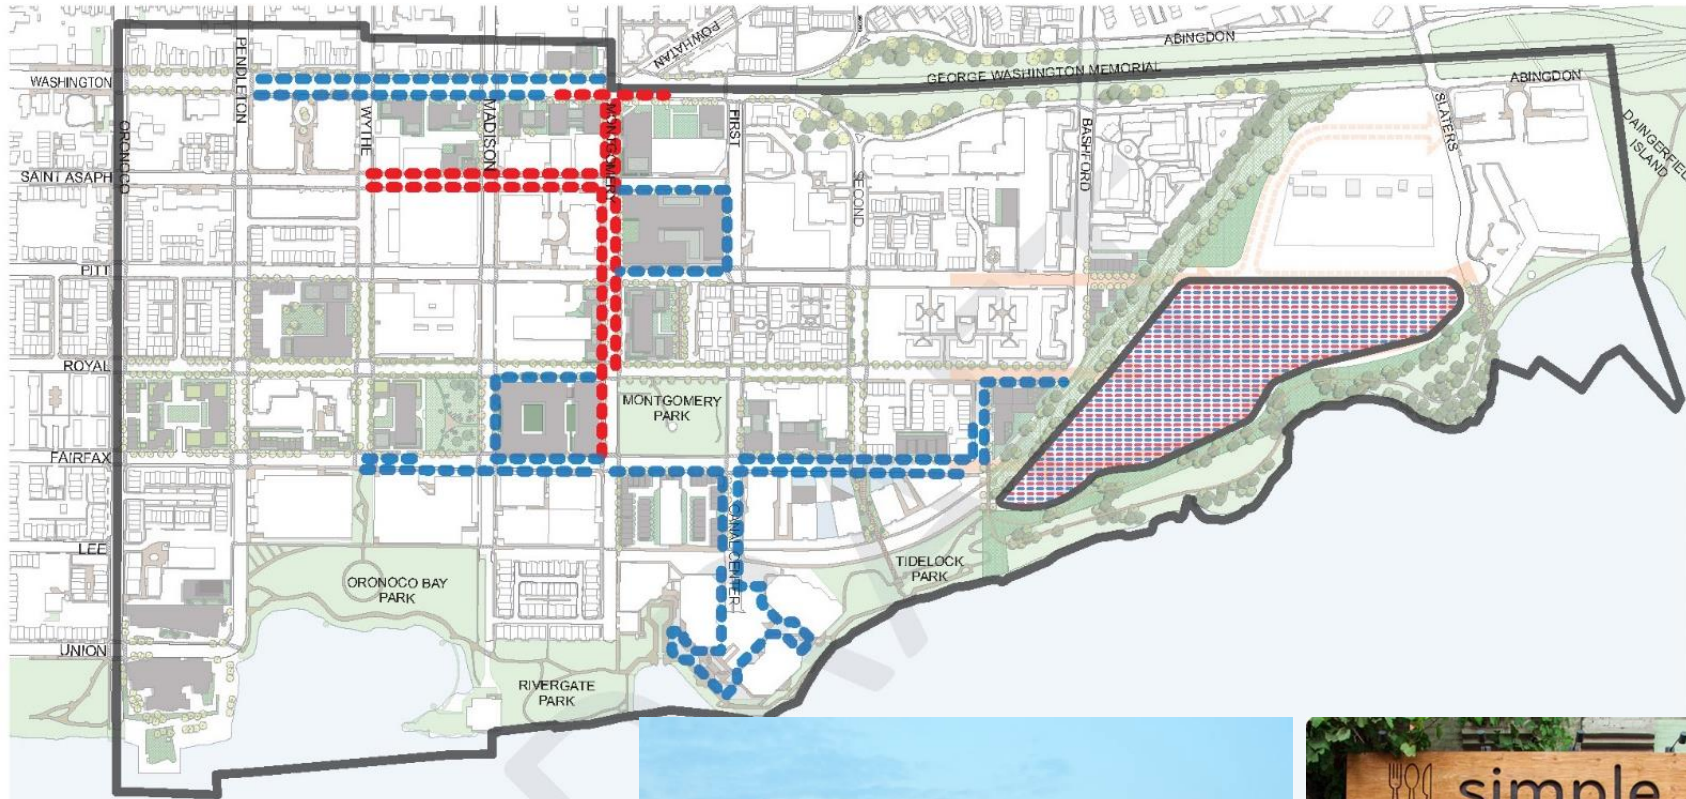 POWHATAN
ABINGDON
GEORGE WASHINGTON MEMORIAL
ABINGDON
WASHINGTON
PENDLETON
ORONOCO
WYTHE
MADISON
MONTGOMERY
FIRST
SECOND
BASHFORD
SLATERS
DAINGERFIELD
ISLAND
SAINT ASAPH
PITT
ROYAL
MONTGOMERY
PARK
FAIRFAX
CANAL CENTER
LEE
ORONOCO BAY
PARK
TIDELOCK
PARK
UNION
RIVERGATE
PARK
simple